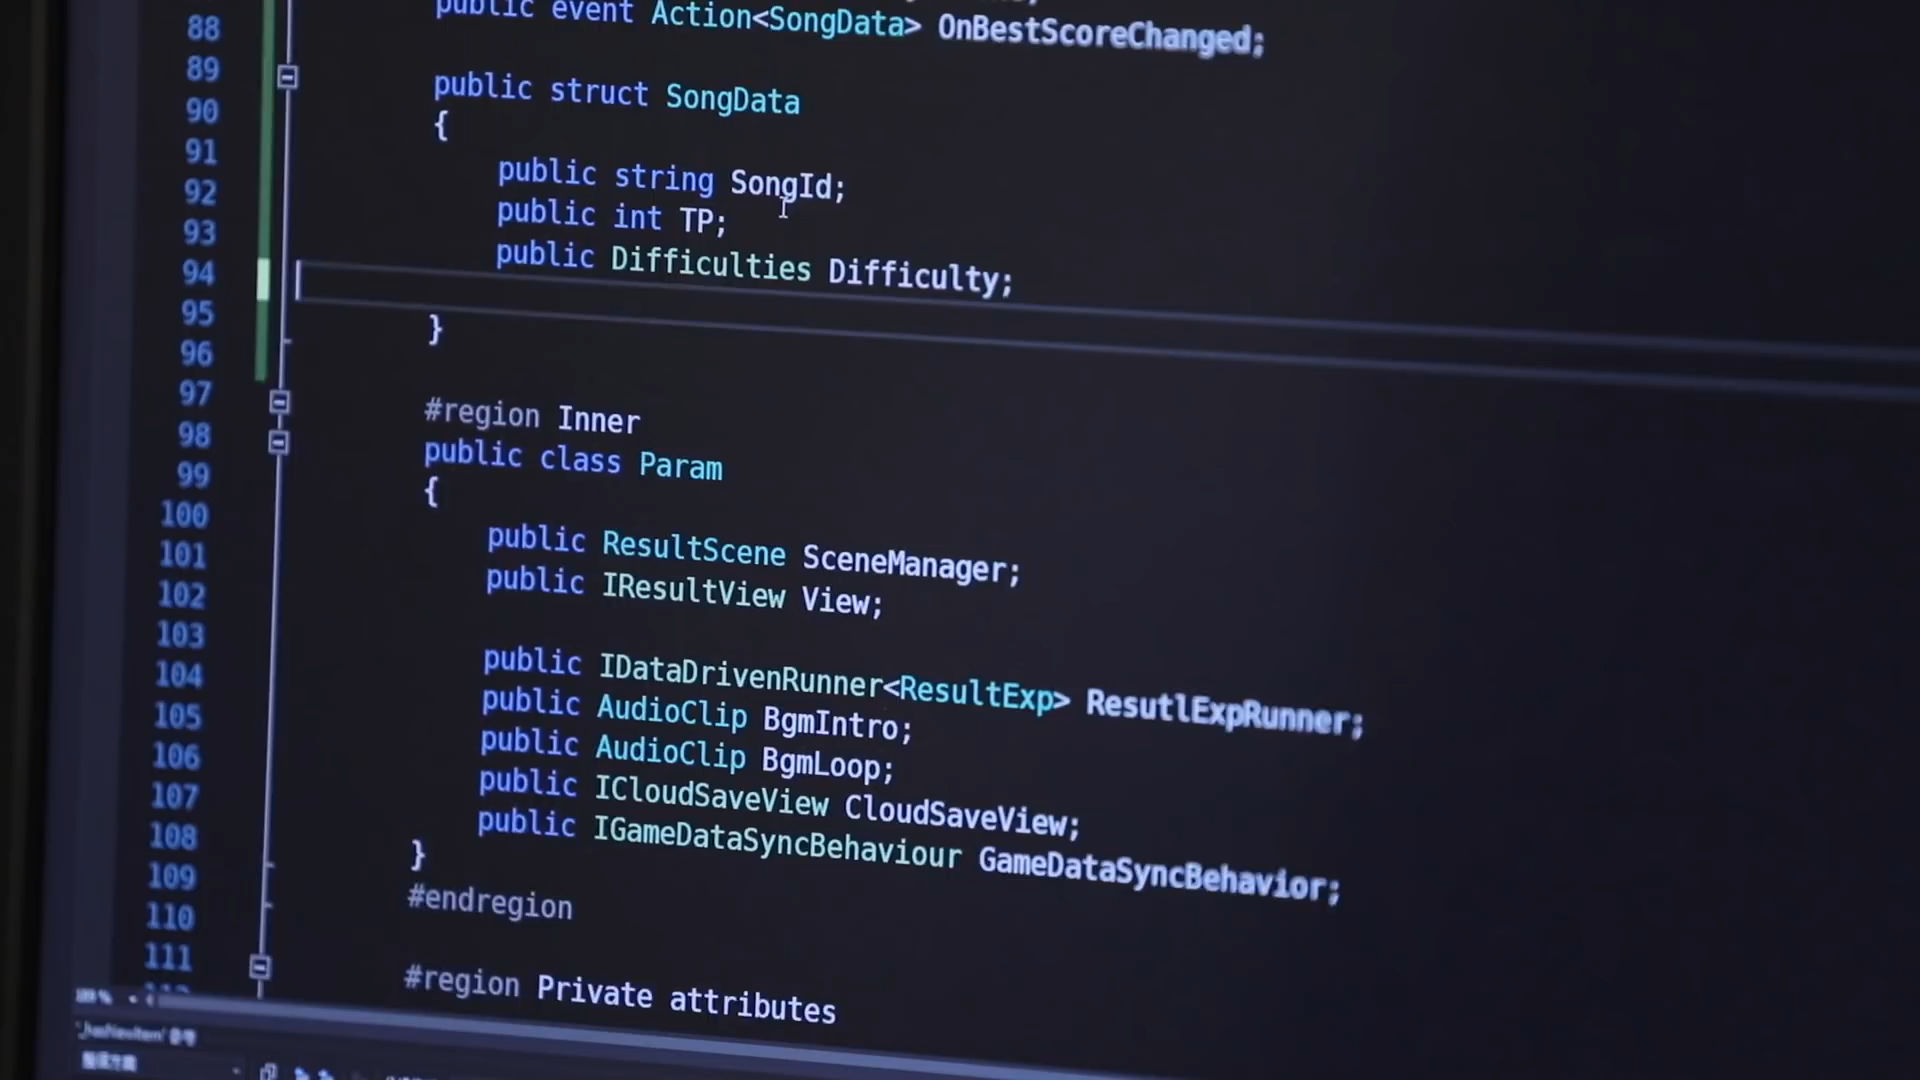 88 public event Action<SongData> OnBestScoreChanged;
89
90 public struct SongData
91 {
92 public string SongId;
93 public int TP;
94 public Difficulties Difficulty;
95
96 }
97
98 #region Inner
99 public class Param
100 {
101 public ResultScene SceneManager;
102 public IResultView View;
103
104 public IDataDrivenRunner<ResultExp> ResutlExpRunner;
105 public AudioClip BgmIntro;
106 public AudioClip BgmLoop;
107 public ICloudSaveView CloudSaveView;
108 public IGameDataSyncBehaviour GameDataSyncBehavior;
109 }
110 #endregion
111
#region Private attributes